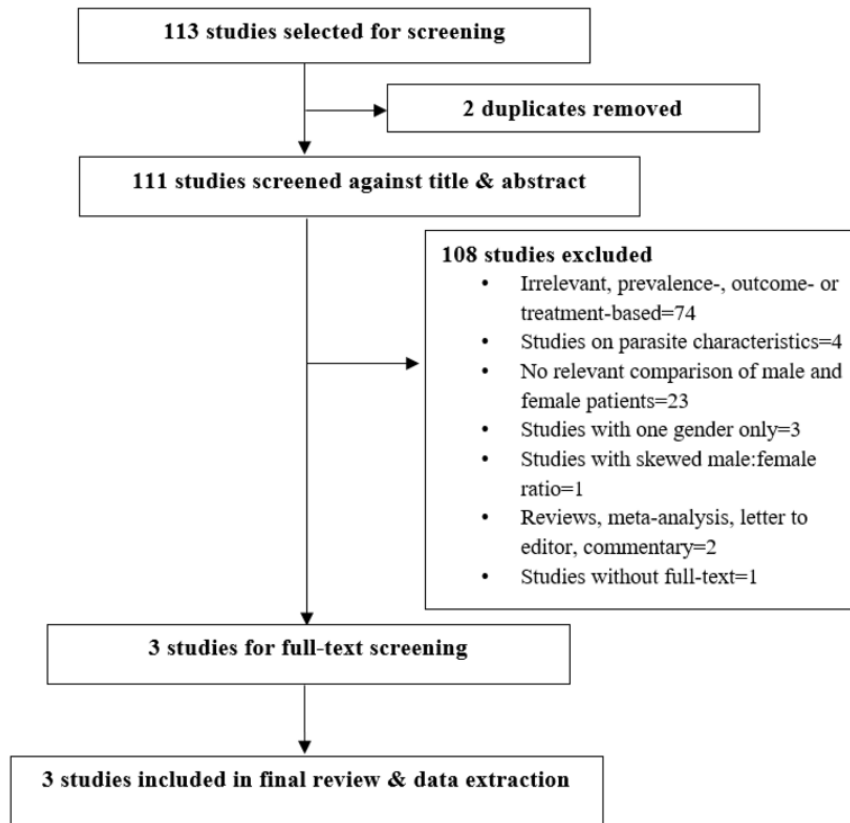 113 studies selected for screening
2 duplicates removed
111 studies screened against title & abstract
108 studies excluded
• Irrelevant, prevalence-, outcome- or
treatment-based=74
• Studies on parasite characteristics=4
• No relevant comparison of male and
female patients=23
• Studies with one gender only=3
• Studies with skewed male:female
ratio=1
• Reviews, meta-analysis, letter to
editor, commentary=2
• Studies without full-text=1
3 studies for full-text screening
3 studies included in final review & data extraction